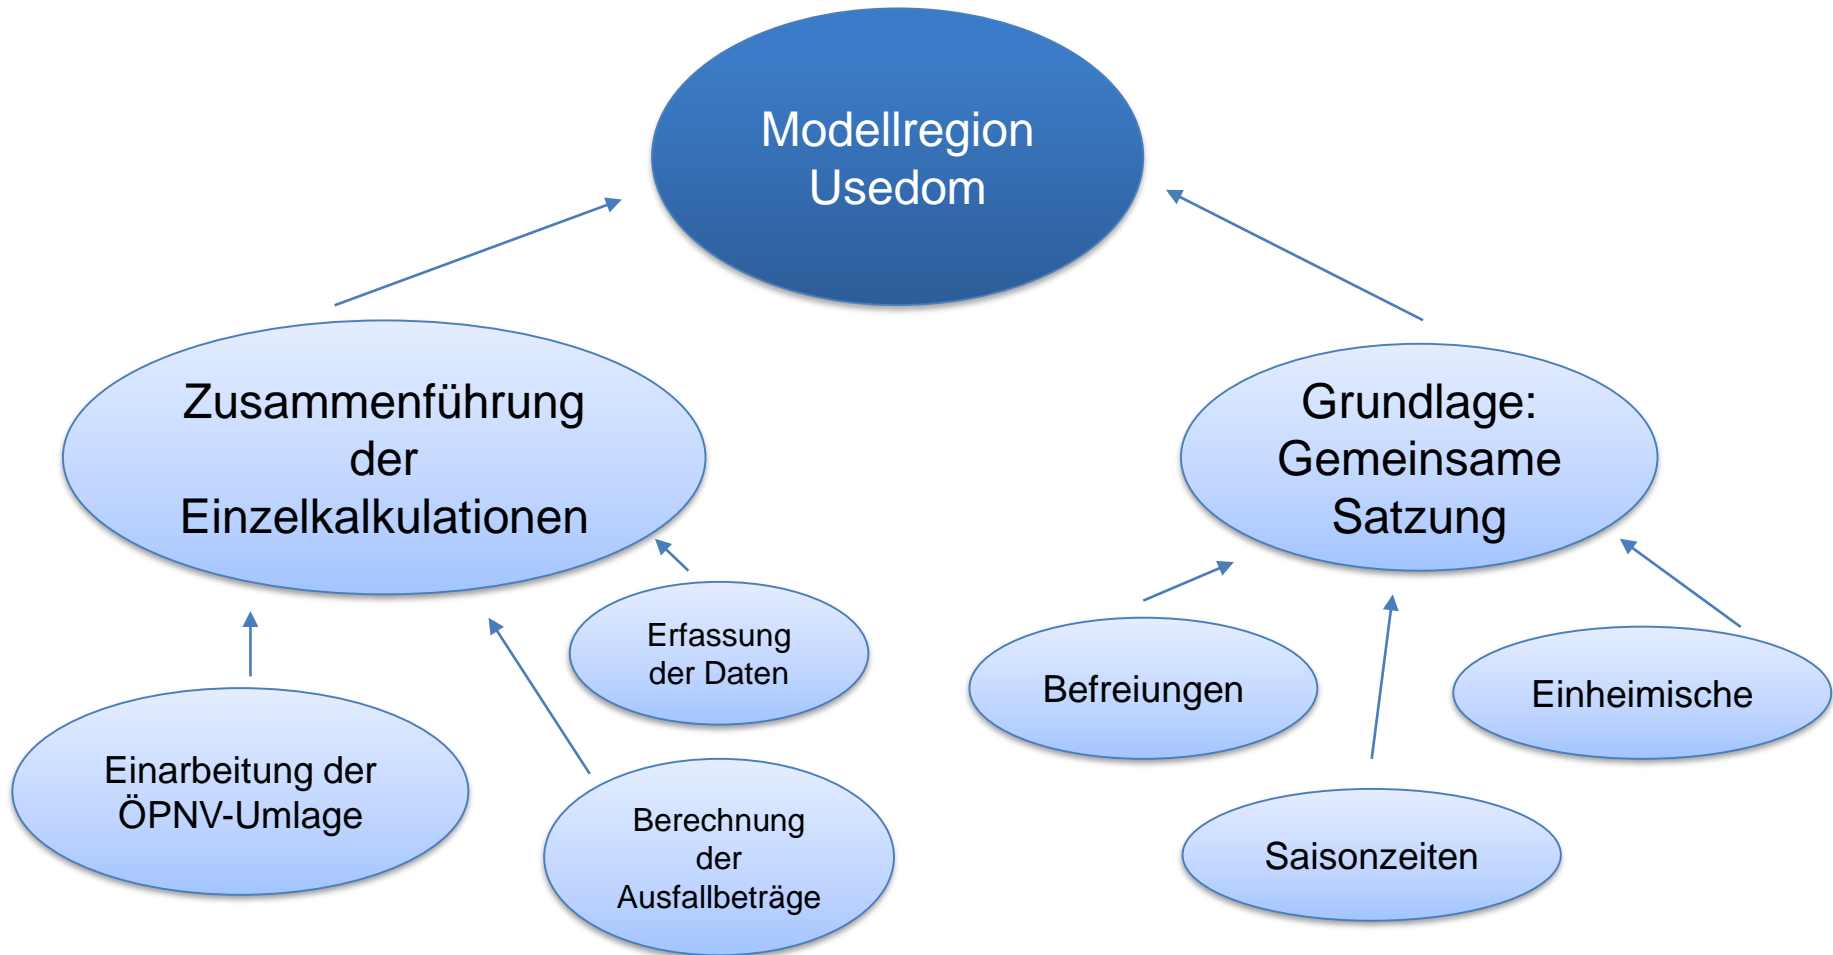 Modellregion
Usedom
Zusammenführung
der
Einzelkalkulationen
Grundlage:
Gemeinsame
Satzung
Erfassung
der Daten
Befreiungen
Einheimische
Einarbeitung der
ÖPNV-Umlage
Berechnung
der
Ausfallbeträge
Saisonzeiten